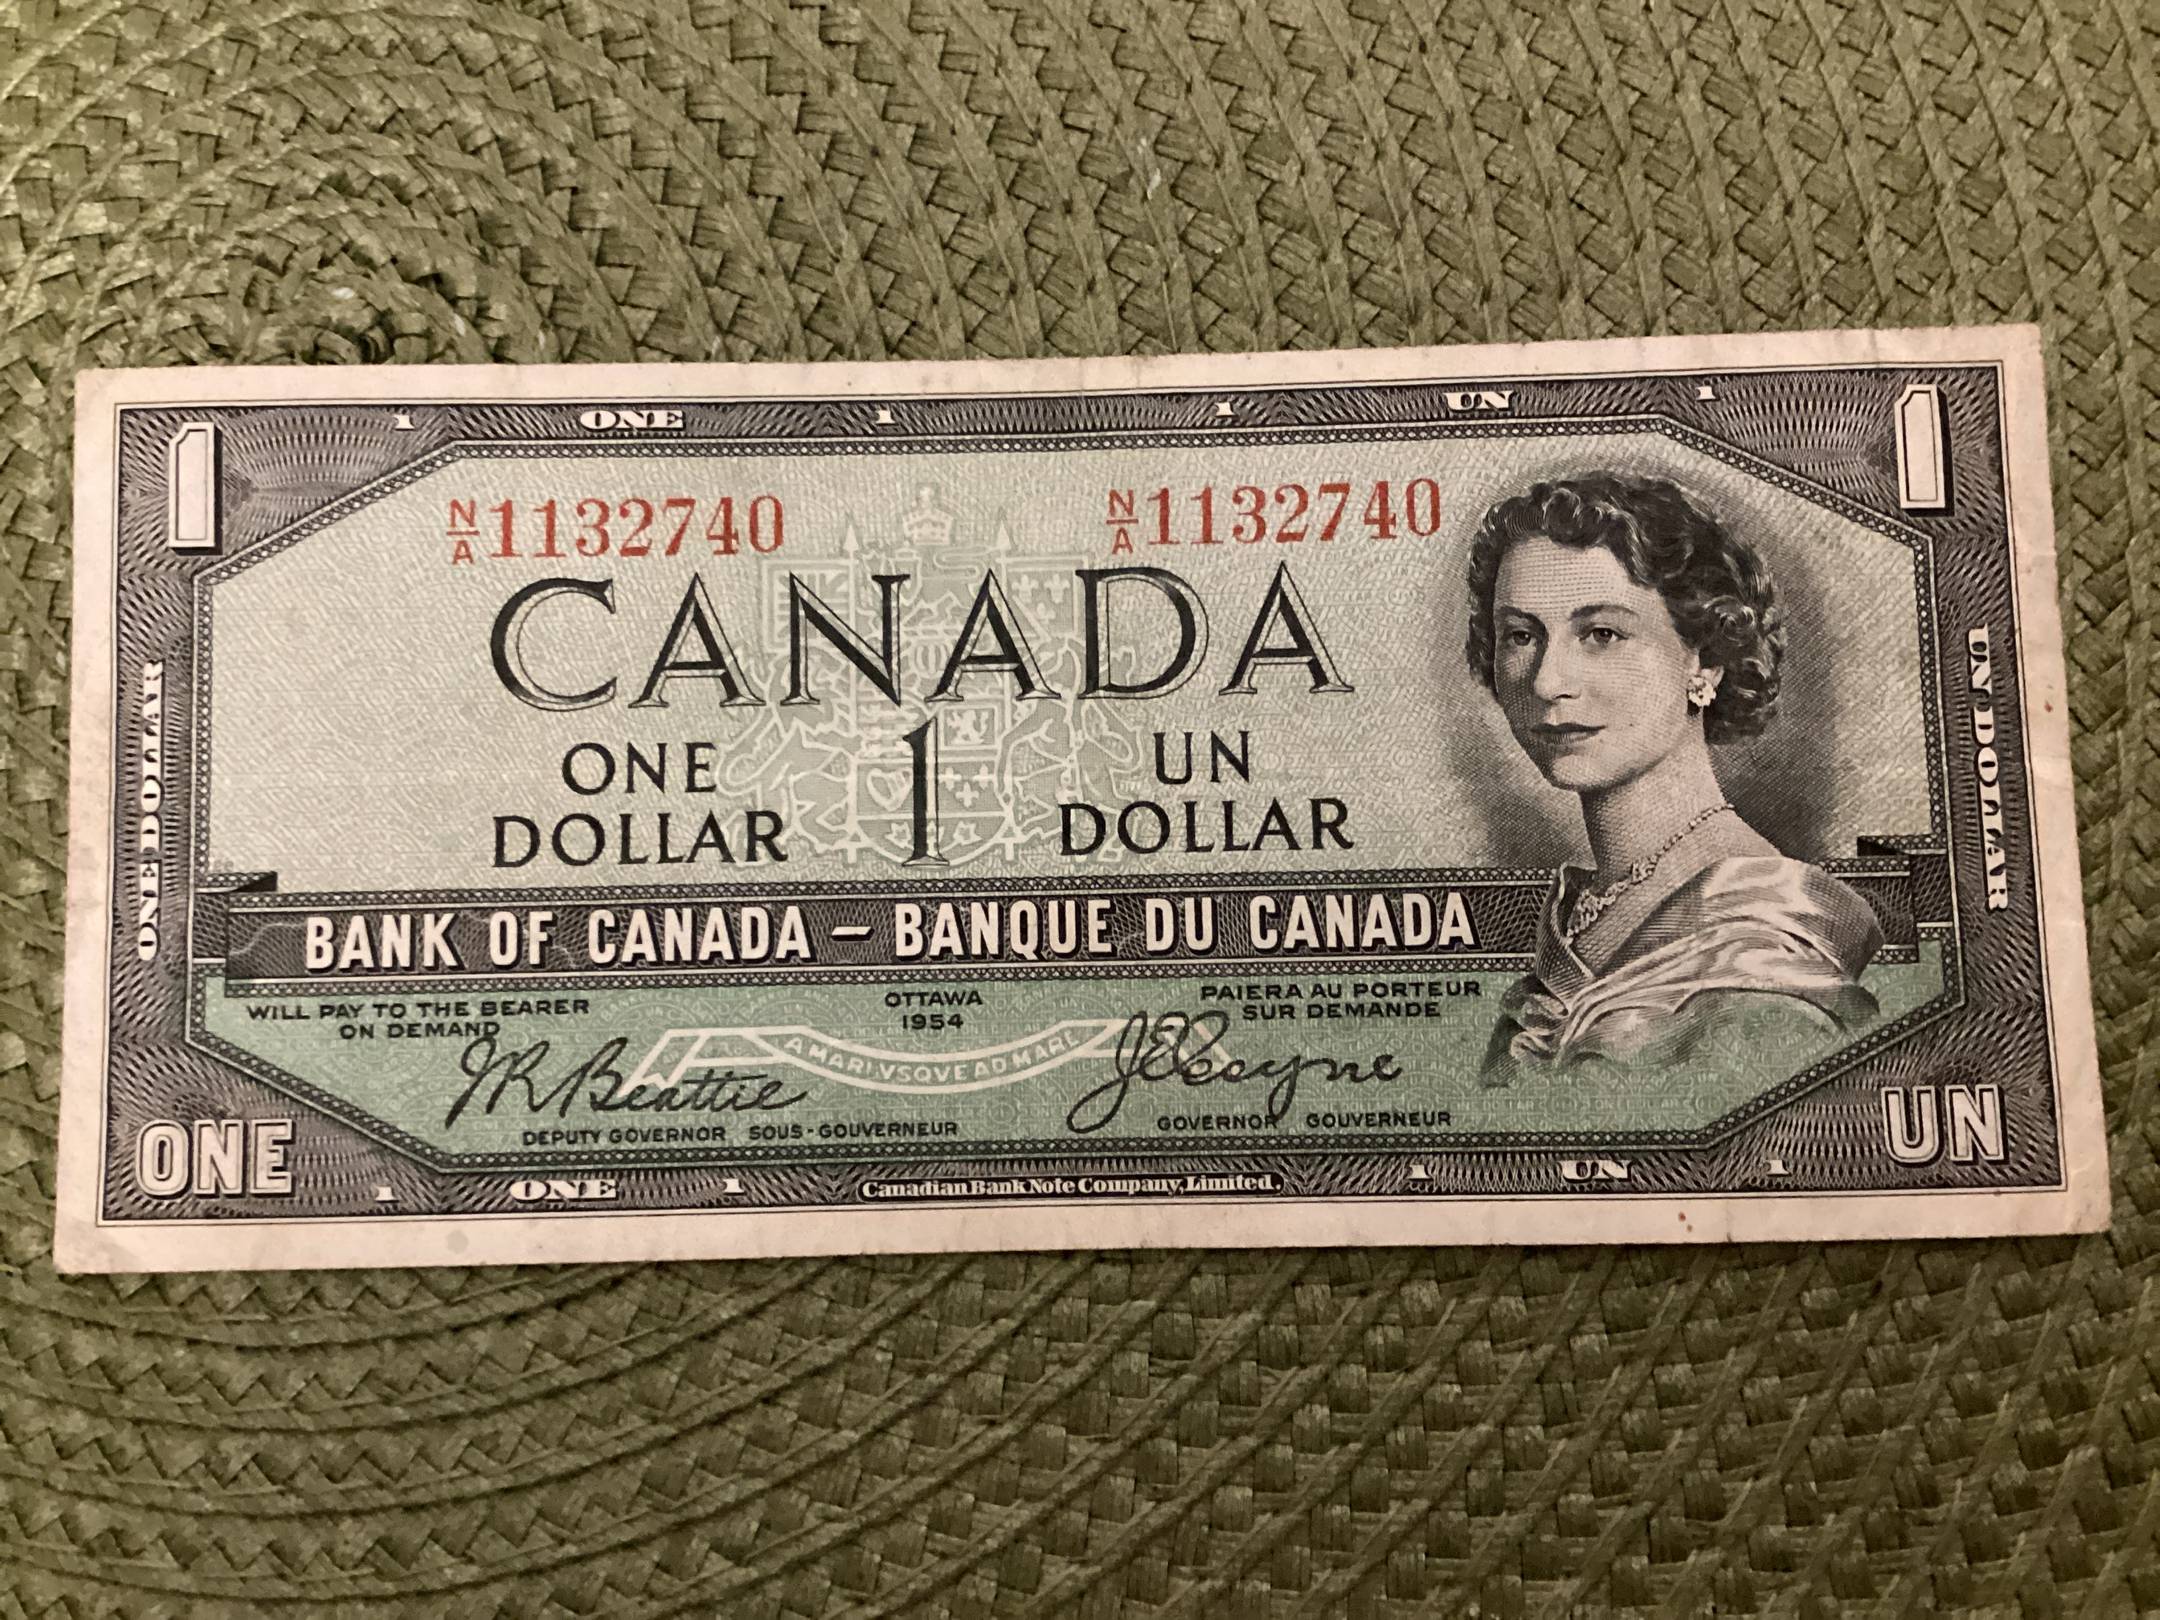 1 1 ONE 1 1 UN 1 1
N/A 1132740 N/A 1132740
CANADA
ONE 1 UN
DOLLAR DOLLAR
ONE DOLLAR
UN DOLLAR
BANK OF CANADA – BANQUE DU CANADA
WILL PAY TO THE BEARER
ON DEMAND
OTTAWA
1954
PAIERA AU PORTEUR
SUR DEMANDE
A MARI VSQVE AD MARE
JR Beattie
DEPUTY GOVERNOR SOUS-GOUVERNEUR
JE Coyne
GOVERNOR GOUVERNEUR
ONE UN
1 ONE 1 Canadian Bank Note Company, Limited. 1 UN 1